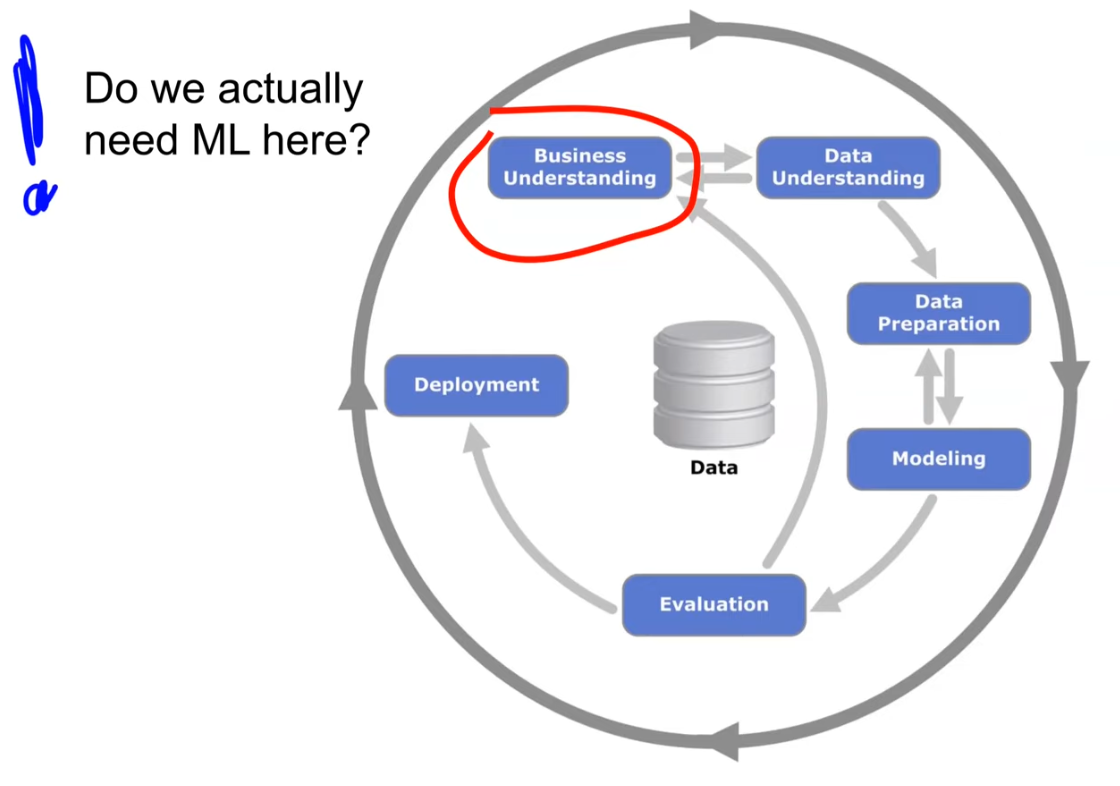 Do we actually
need ML here?
Business
Understanding
Data
Understanding
Data
Preparation
Modeling
Evaluation
Deployment
Data